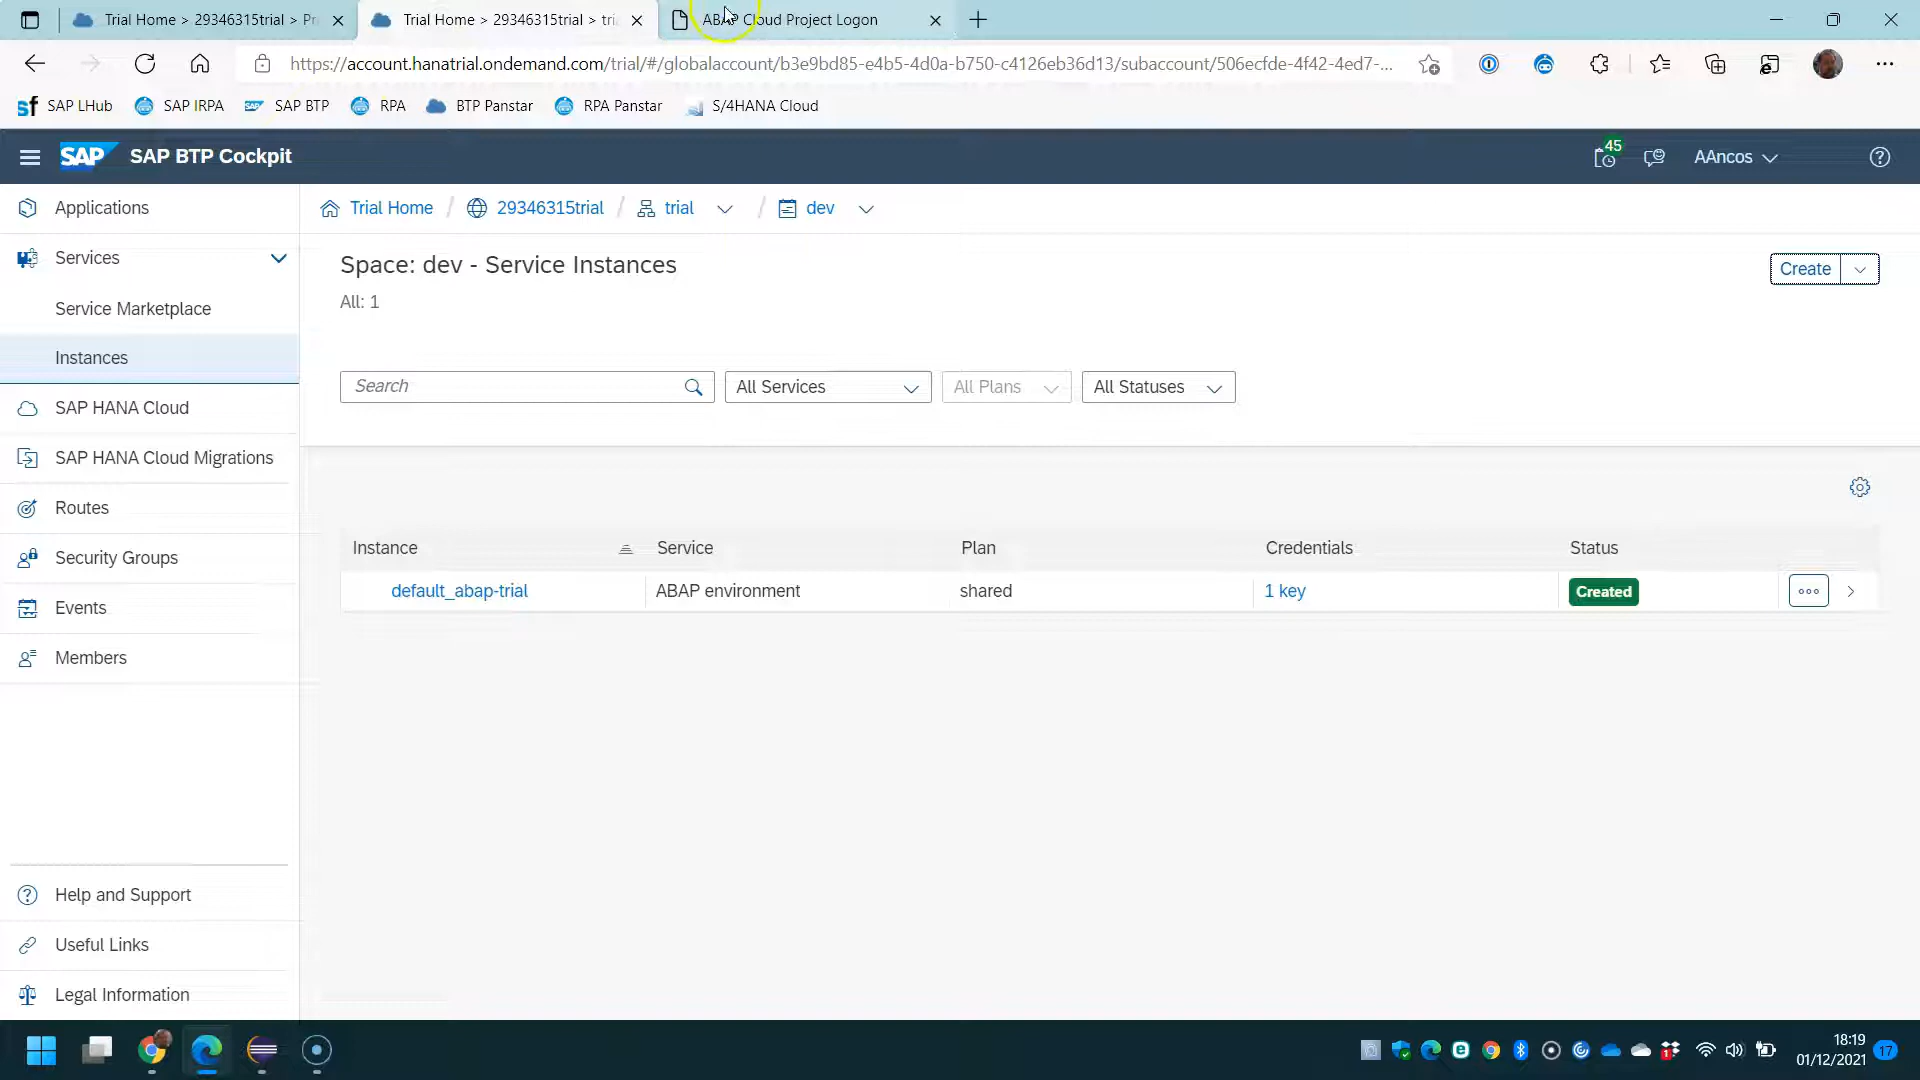 Trial Home > 29346315trial > Pr
Trial Home > 29346315trial > tri
ABAP Cloud Project Logon
https://account.hanatrial.ondemand.com/trial/#/globalaccount/b3e9bd85-e4b5-4d0a-b750-c4126eb36d13/subaccount/506ecfde-4f42-4ed7-...
sf SAP LHub
SAP IRPA
SAP BTP
RPA
BTP Panstar
RPA Panstar
S/4HANA Cloud
SAP SAP BTP Cockpit
45
AAncos
Applications
Services
Service Marketplace
Instances
SAP HANA Cloud
SAP HANA Cloud Migrations
Routes
Security Groups
Events
Members
Help and Support
Useful Links
Legal Information
Trial Home / 29346315trial / trial / dev
Space: dev - Service Instances
Create
All: 1
Search
All Services
All Plans
All Statuses
Instance Service Plan Credentials Status
default_abap-trial ABAP environment shared 1 key Created
18:19
01/12/2021
17